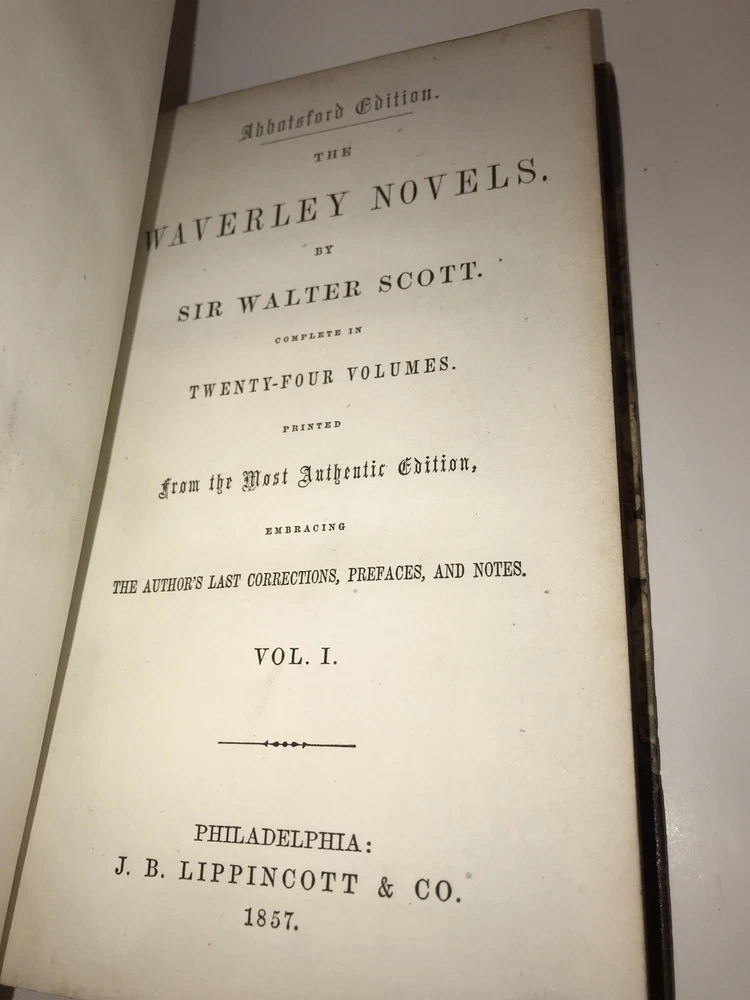 Abbotsford Edition.
THE
WAVERLEY NOVELS.
BY
SIR WALTER SCOTT.
COMPLETE IN
TWENTY-FOUR VOLUMES.
PRINTED
From the Most Authentic Edition,
EMBRACING
THE AUTHOR'S LAST CORRECTIONS, PREFACES, AND NOTES.
VOL. I.
PHILADELPHIA:
J. B. LIPPINCOTT & CO.
1857.